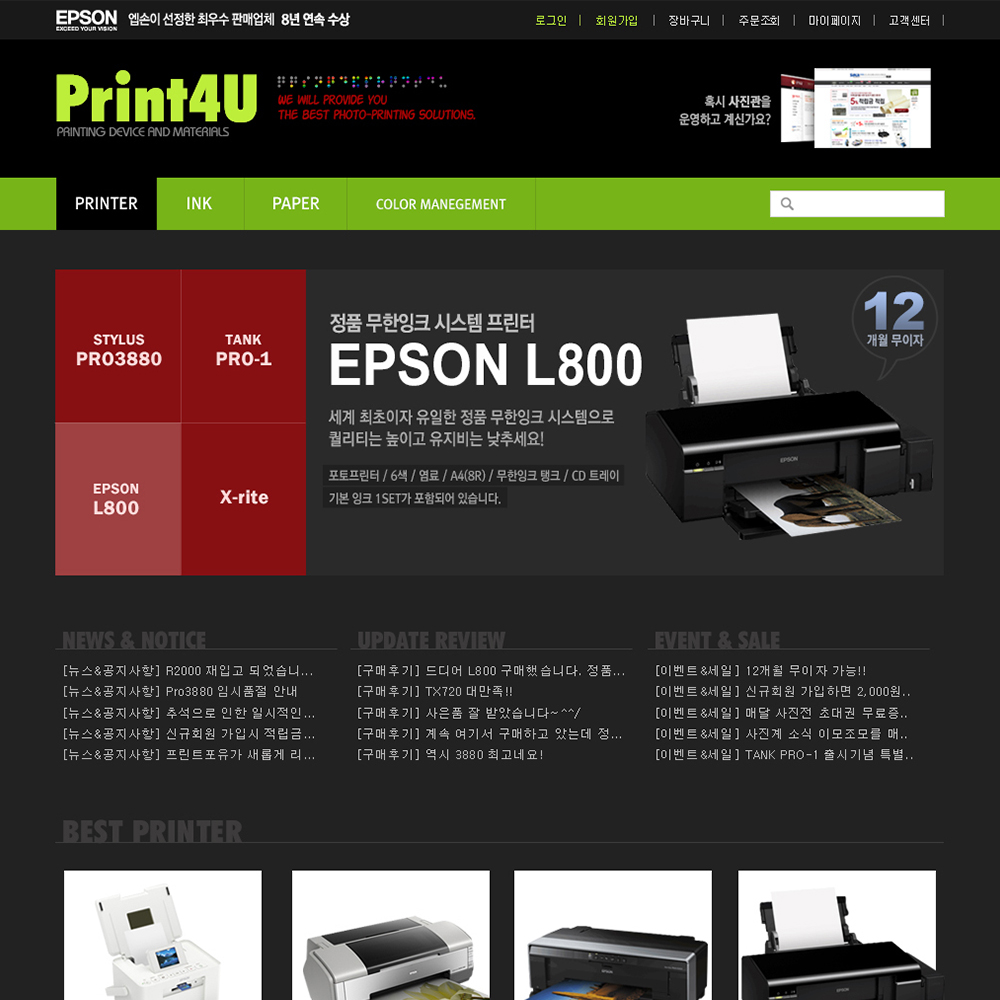 EPSON
EXCEED YOUR VISION
엡손이 선정한 최우수 판매업체 8년 연속 수상
로그인 | 회원가입 | 장바구니 | 주문조회 | 마이페이지 | 고객센터 |
Print4U
PRINTING DEVICE AND MATERIALS
WE WILL PROVIDE YOU
THE BEST PHOTO-PRINTING SOLUTIONS.
혹시 사진관을
운영하고 계신가요?
PRINTER
INK
PAPER
COLOR MANEGEMENT
STYLUS
PRO3880
TANK
PRO-1
EPSON
L800
X-rite
정품 무한잉크 시스템 프린터
EPSON L800
세계 최초이자 유일한 정품 무한잉크 시스템으로
퀄리티는 높이고 유지비는 낮추세요!
포토프린터 / 6색 / 염료 / A4(8R) / 무한잉크 탱크 / CD 트레이
기본 잉크 1SET가 포함되어 있습니다.
12
개월 무이자
EPSON
NEWS & NOTICE
[뉴스&공지사항] R2000 재입고 되었습니...
[뉴스&공지사항] Pro3880 임시품절 안내
[뉴스&공지사항] 추석으로 인한 일시적인...
[뉴스&공지사항] 신규회원 가입시 적립금...
[뉴스&공지사항] 프린트포유가 새롭게 리...
UPDATE REVIEW
[구매후기] 드디어 L800 구매했습니다. 정품...
[구매후기] TX720 대만족!!
[구매후기] 사은품 잘 받았습니다~^^/
[구매후기] 계속 여기서 구매하고 있는데 정...
[구매후기] 역시 3880 최고네요!
EVENT & SALE
[이벤트&세일] 12개월 무이자 가능!!
[이벤트&세일] 신규회원 가입하면 2,000원..
[이벤트&세일] 매달 사진전 초대권 무료증..
[이벤트&세일] 사진계 소식 이모조모를 매..
[이벤트&세일] TANK PRO-1 출시기념 특별..
BEST PRINTER
EPSON